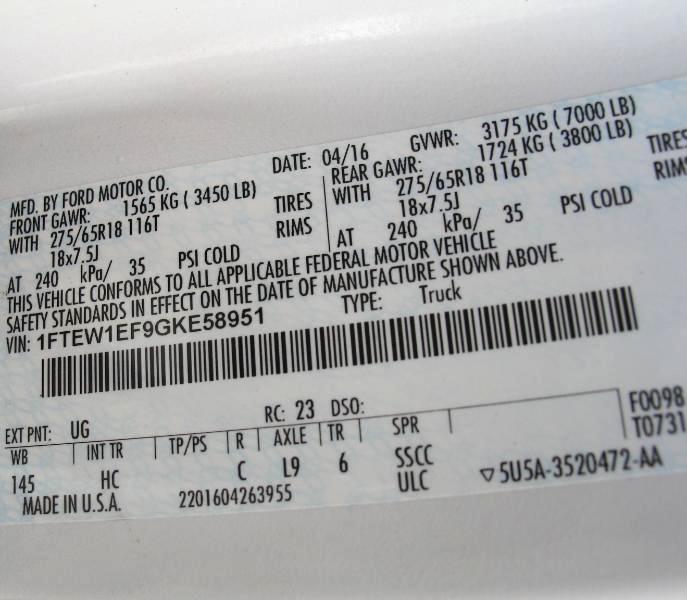 MFD. BY FORD MOTOR CO. DATE: 04/16 GVWR: 3175 KG ( 7000 LB)
FRONT GAWR: 1565 KG ( 3450 LB) REAR GAWR: 1724 KG ( 3800 LB)
WITH 275/65R18 116T TIRES WITH 275/65R18 116T TIRES
18x7.5J RIMS 18x7.5J RIMS
AT 240 kPa/ 35 PSI COLD AT 240 kPa/ 35 PSI COLD
THIS VEHICLE CONFORMS TO ALL APPLICABLE FEDERAL MOTOR VEHICLE
SAFETY STANDARDS IN EFFECT ON THE DATE OF MANUFACTURE SHOWN ABOVE.
VIN: 1FTEW1EF9GKE58951 TYPE: Truck
EXT PNT: UG RC: 23 DSO: F0098
WB INT TR TP/PS R AXLE TR SPR T0731
145 HC C L9 6 SSCC
ULC ▽5U5A-3520472-AA
MADE IN U.S.A. 2201604263955